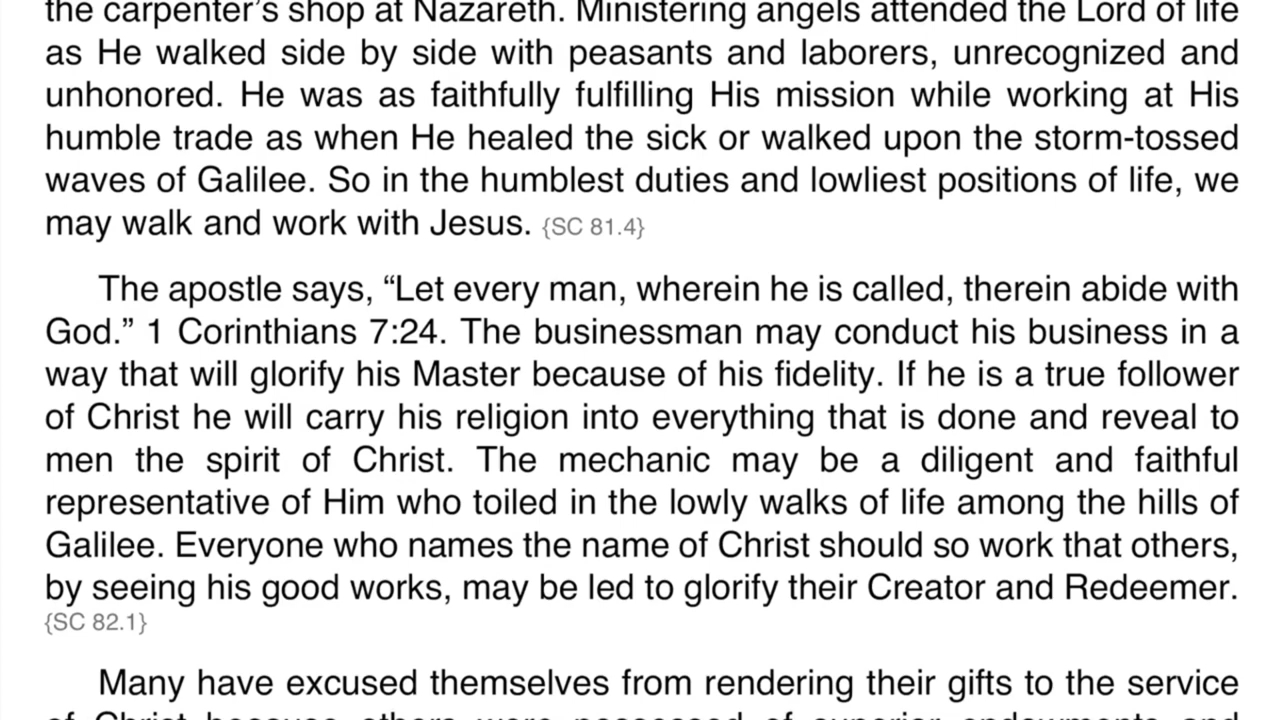 the carpenter’s shop at Nazareth. Ministering angels attended the Lord of life
as He walked side by side with peasants and laborers, unrecognized and
unhonored. He was as faithfully fulfilling His mission while working at His
humble trade as when He healed the sick or walked upon the storm-tossed
waves of Galilee. So in the humblest duties and lowliest positions of life, we
may walk and work with Jesus. {SC 81.4}
The apostle says, “Let every man, wherein he is called, therein abide with
God.” 1 Corinthians 7:24. The businessman may conduct his business in a
way that will glorify his Master because of his fidelity. If he is a true follower
of Christ he will carry his religion into everything that is done and reveal to
men the spirit of Christ. The mechanic may be a diligent and faithful
representative of Him who toiled in the lowly walks of life among the hills of
Galilee. Everyone who names the name of Christ should so work that others,
by seeing his good works, may be led to glorify their Creator and Redeemer.
{SC 82.1}
Many have excused themselves from rendering their gifts to the service
of Christ because others were possessed of superior endowments and